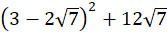 (3 − 2√7)² + 12√7